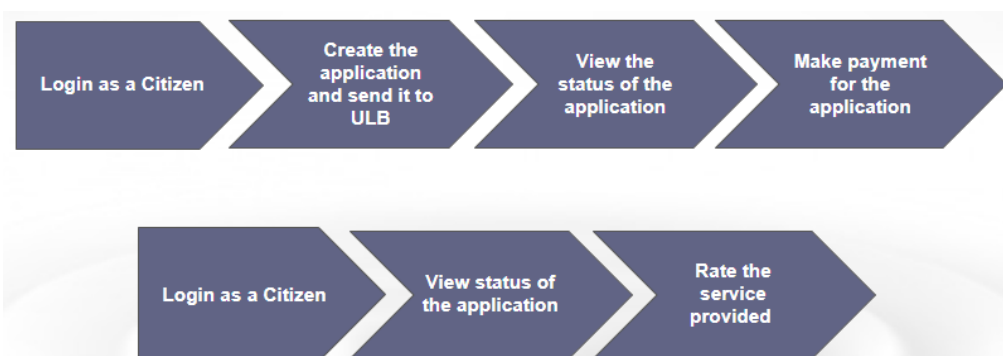 Login as a Citizen
Create the
application
and send it to
ULB
View the
status of the
application
Make payment
for the
application
Login as a Citizen
View status of
the application
Rate the
service
provided